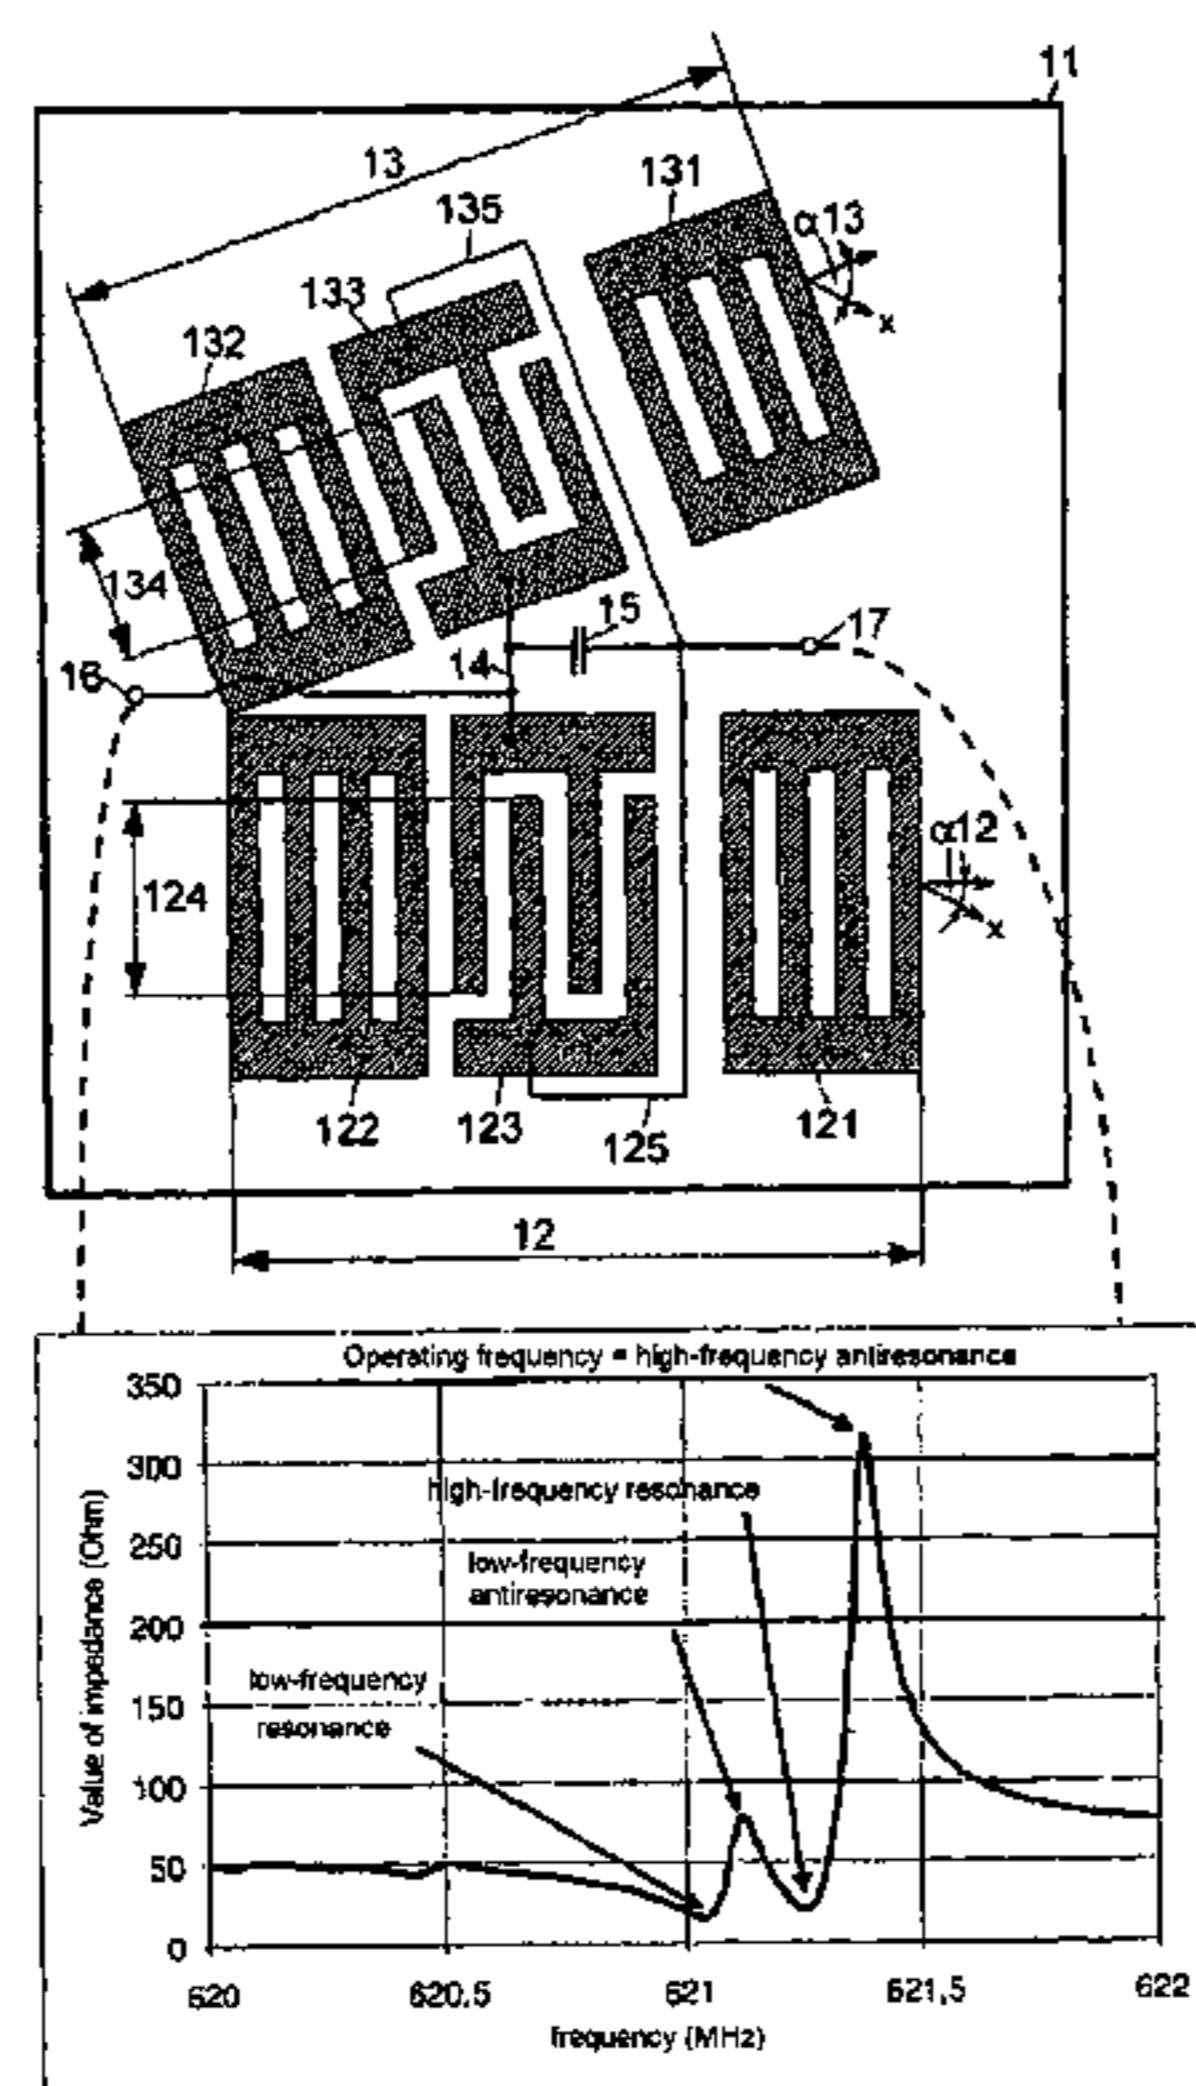 11
13
131
135
α13
133
x
132
134
15
17
14
16
α12
124
x
122
123
121
125
12
Operating frequency = high-frequency antiresonance
350
300
high-frequency resonance
250
low-frequency
antiresonance
200
low-frequency
150
resonance
100
50
0
Value of impedance (Ohm)
620
620,5
621
621,5
622
frequency (MHz)